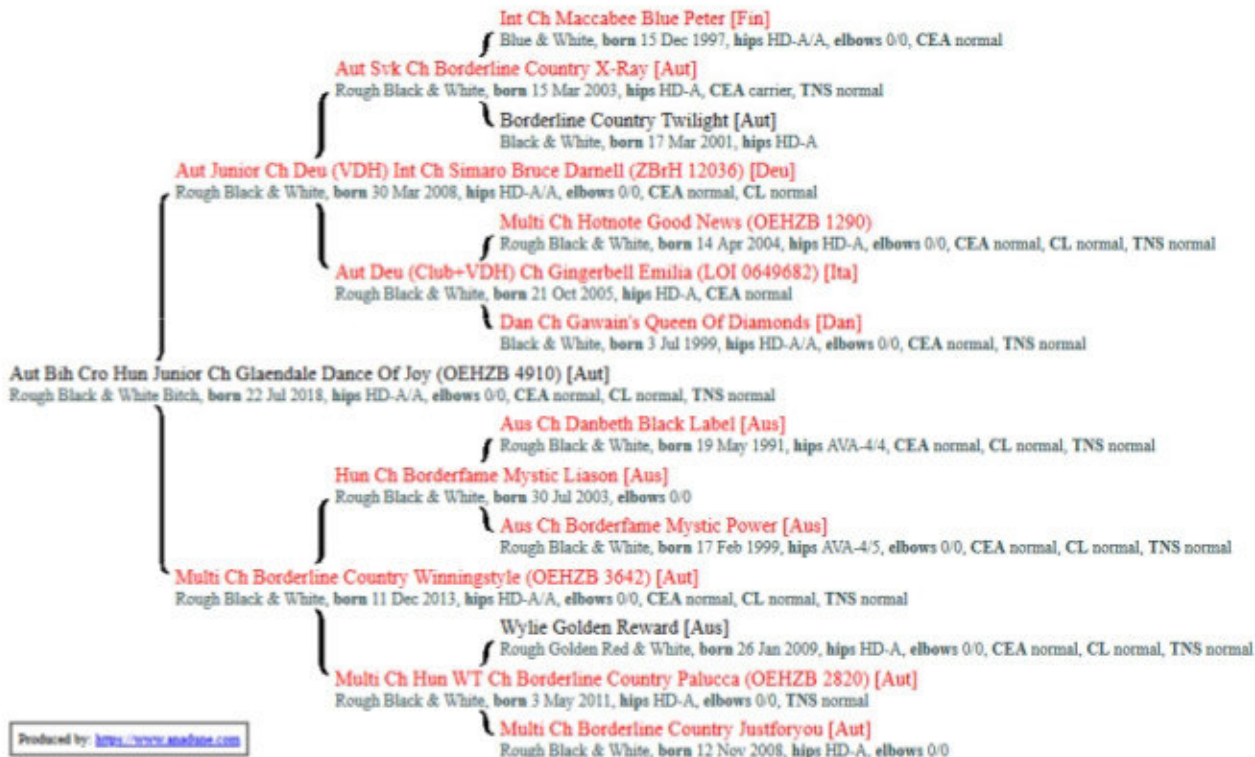 Int Ch Maccabee Blue Peter [Fin]
Blue & White, born 15 Dec 1997, hips HD-A/A, elbows 0/0, CEA normal
Aut Svk Ch Borderline Country X-Ray [Aut]
Rough Black & White, born 15 Mar 2003, hips HD-A, CEA carrier, TNS normal
Borderline Country Twilight [Aut]
Black & White, born 17 Mar 2001, hips HD-A
Aut Junior Ch Deu (VDH) Int Ch Simaro Bruce Darnell (ZBrH 12036) [Deu]
Rough Black & White, born 30 Mar 2008, hips HD-A/A, elbows 0/0, CEA normal, CL normal
Multi Ch Hotnote Good News (OEHZB 1290)
Rough Black & White, born 14 Apr 2004, hips HD-A, elbows 0/0, CEA normal, CL normal, TNS normal
Aut Deu (Club+VDH) Ch Gingerbell Emilia (LOI 0649682) [Ita]
Rough Black & White, born 21 Oct 2005, hips HD-A, CEA normal
Dan Ch Gawain's Queen Of Diamonds [Dan]
Black & White, born 3 Jul 1999, hips HD-A/A, elbows 0/0, CEA normal, TNS normal
Aut Bih Cro Hun Junior Ch Glaendale Dance Of Joy (OEHZB 4910) [Aut]
Rough Black & White Bitch, born 22 Jul 2018, hips HD-A/A, elbows 0/0, CEA normal, CL normal, TNS normal
Aus Ch Danbeth Black Label [Aus]
Rough Black & White, born 19 May 1991, hips AVA-4/4, CEA normal, CL normal, TNS normal
Hun Ch Borderfame Mystic Liason [Aus]
Rough Black & White, born 30 Jul 2003, elbows 0/0
Aus Ch Borderfame Mystic Power [Aus]
Rough Black & White, born 17 Feb 1999, hips AVA-4/5, elbows 0/0, CEA normal, CL normal, TNS normal
Multi Ch Borderline Country Winningstyle (OEHZB 3642) [Aut]
Rough Black & White, born 11 Dec 2013, hips HD-A/A, elbows 0/0, CEA normal, CL normal, TNS normal
Wylie Golden Reward [Aus]
Rough Golden Red & White, born 26 Jan 2009, hips HD-A, elbows 0/0, CEA normal, CL normal, TNS normal
Multi Ch Hun WT Ch Borderline Country Palucca (OEHZB 2820) [Aut]
Rough Black & White, born 3 May 2011, hips HD-A, elbows 0/0, TNS normal
Multi Ch Borderline Country Justforyou [Aut]
Rough Black & White, born 12 Nov 2008, hips HD-A, elbows 0/0
Produced by: https://www.anadune.com